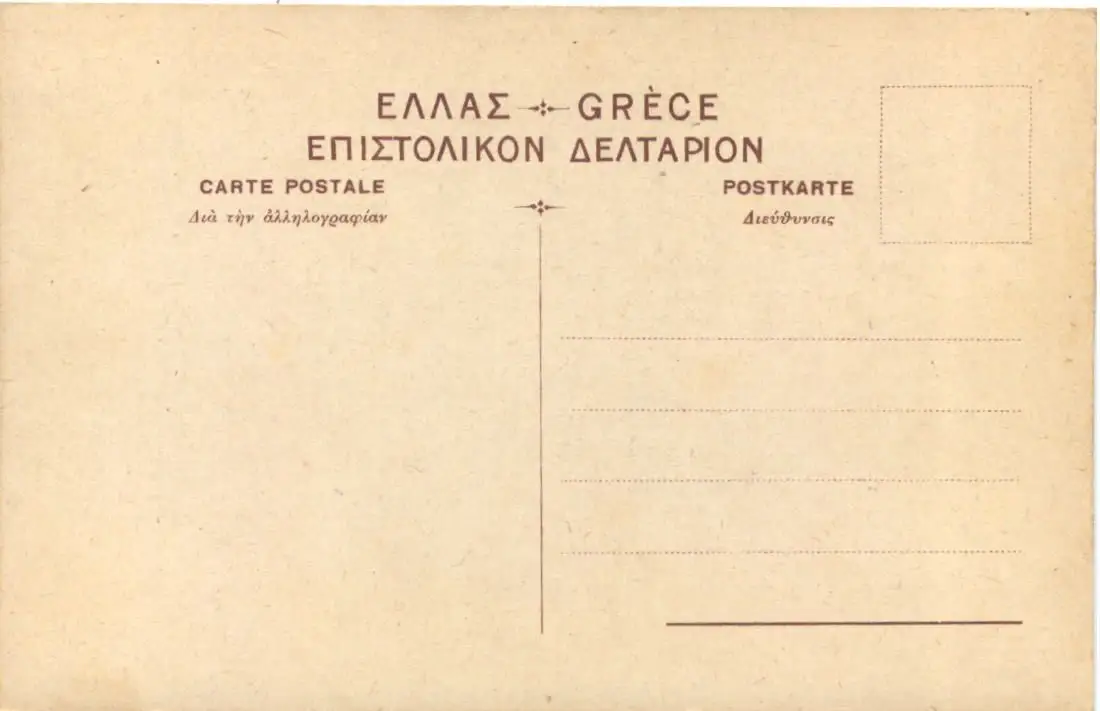 ΕΛΛΑΣ GRÈCE
ΕΠΙΣΤΟΛΙΚΟΝ ΔΕΛΤΑΡΙΟΝ
CARTE POSTALE
Διὰ τὴν ἀλληλογραφίαν
POSTKARTE
Διεύθυνσις